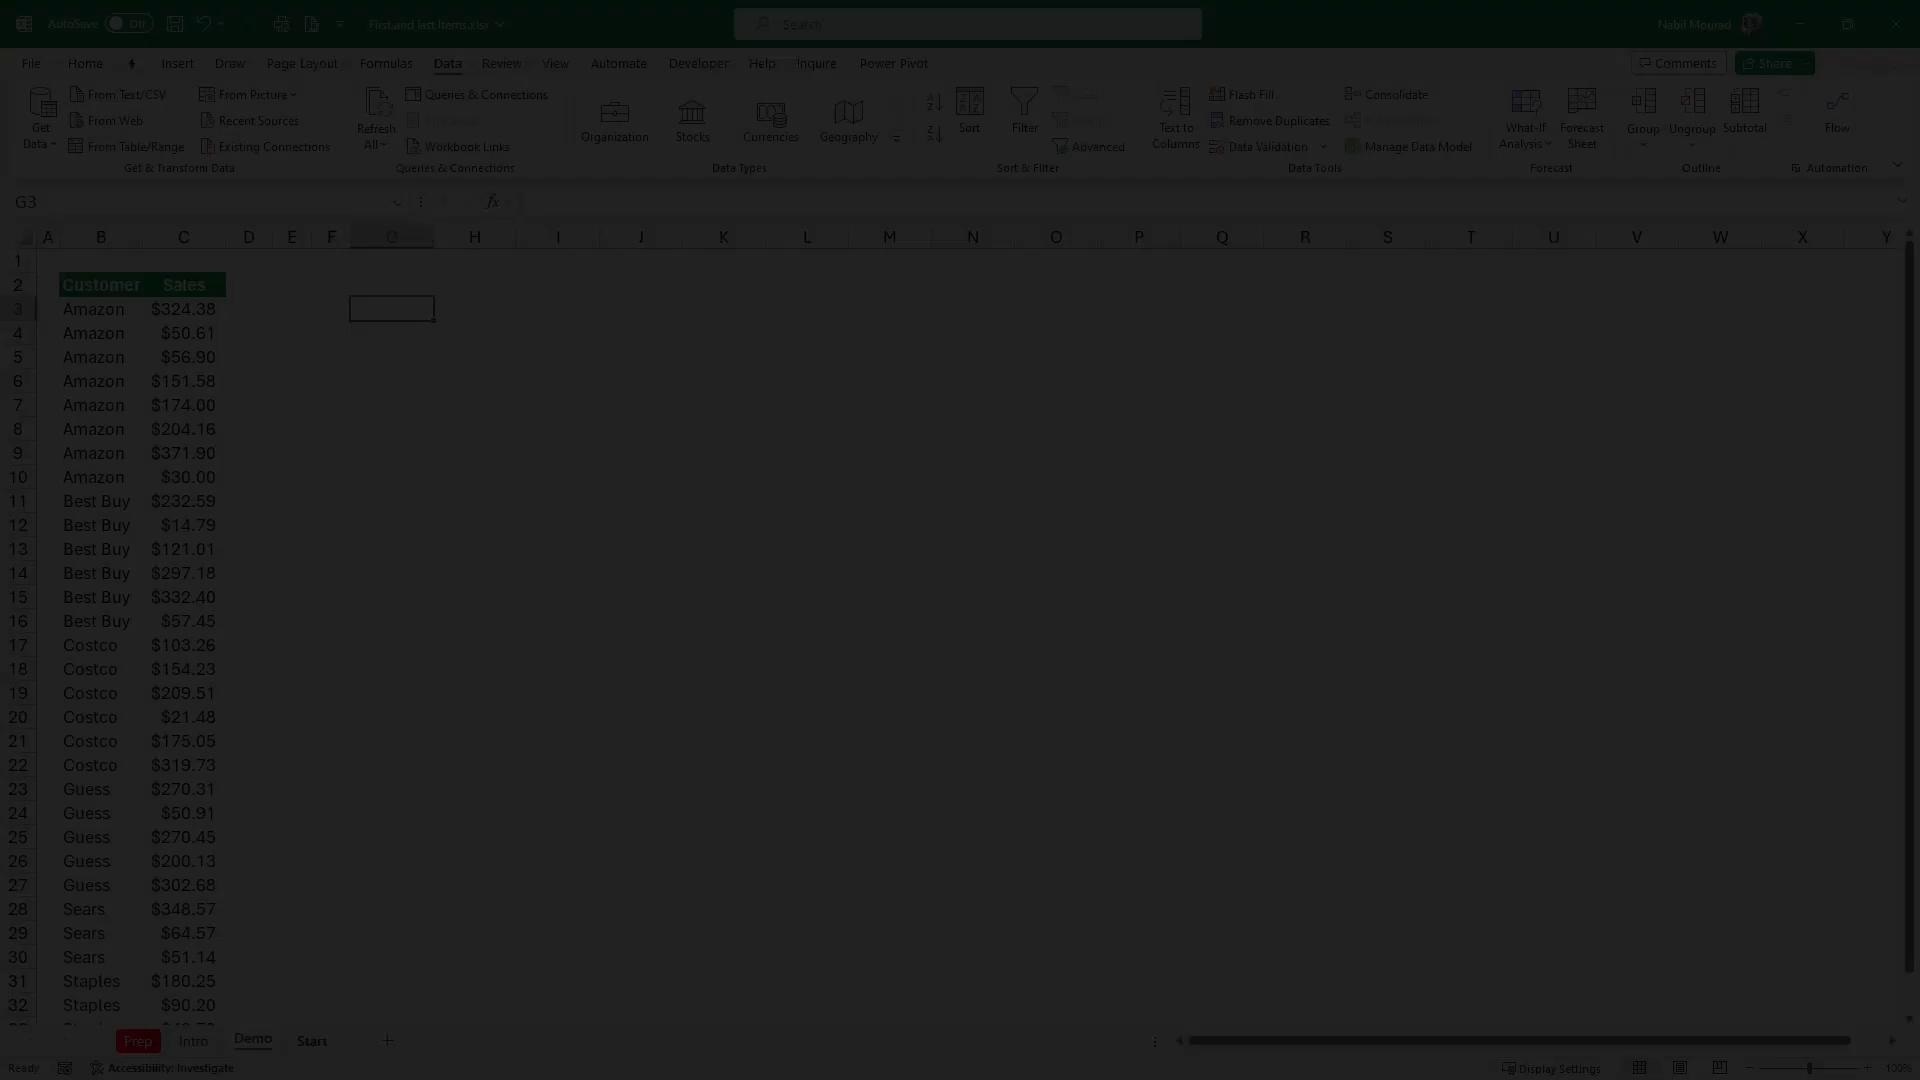 AutoSave Off First and last Items.xlsx Search Nabil Mourad
File Home Insert Draw Page Layout Formulas Data Review View Automate Developer Help Inquire Power Pivot Comments Share
Get Data From Text/CSV From Web From Table/Range From Picture Recent Sources Existing Connections
Get & Transform Data
Refresh All Queries & Connections Workbook Links
Queries & Connections
Organization Stocks Currencies Geography
Data Types
Sort Filter Advanced
Sort & Filter
Text to Columns Flash Fill Remove Duplicates Data Validation Consolidate Manage Data Model
Data Tools
What-If Analysis Forecast Sheet
Forecast
Group Ungroup Subtotal
Outline
Flow
Automation
G3 fx
A B C D E F G H I J K L M N O P Q R S T U V W X Y
1
2 Customer Sales
3 Amazon $324.38
4 Amazon $50.61
5 Amazon $56.90
6 Amazon $151.58
7 Amazon $174.00
8 Amazon $204.16
9 Amazon $371.90
10 Amazon $30.00
11 Best Buy $232.59
12 Best Buy $14.79
13 Best Buy $121.01
14 Best Buy $297.18
15 Best Buy $332.40
16 Best Buy $57.45
17 Costco $103.26
18 Costco $154.23
19 Costco $209.51
20 Costco $21.48
21 Costco $175.05
22 Costco $319.73
23 Guess $270.31
24 Guess $50.91
25 Guess $270.45
26 Guess $200.13
27 Guess $302.68
28 Sears $348.57
29 Sears $64.57
30 Sears $51.14
31 Staples $180.25
32 Staples $90.20
Prep Intro Demo Start
Ready Accessibility: Investigate Display Settings 100%